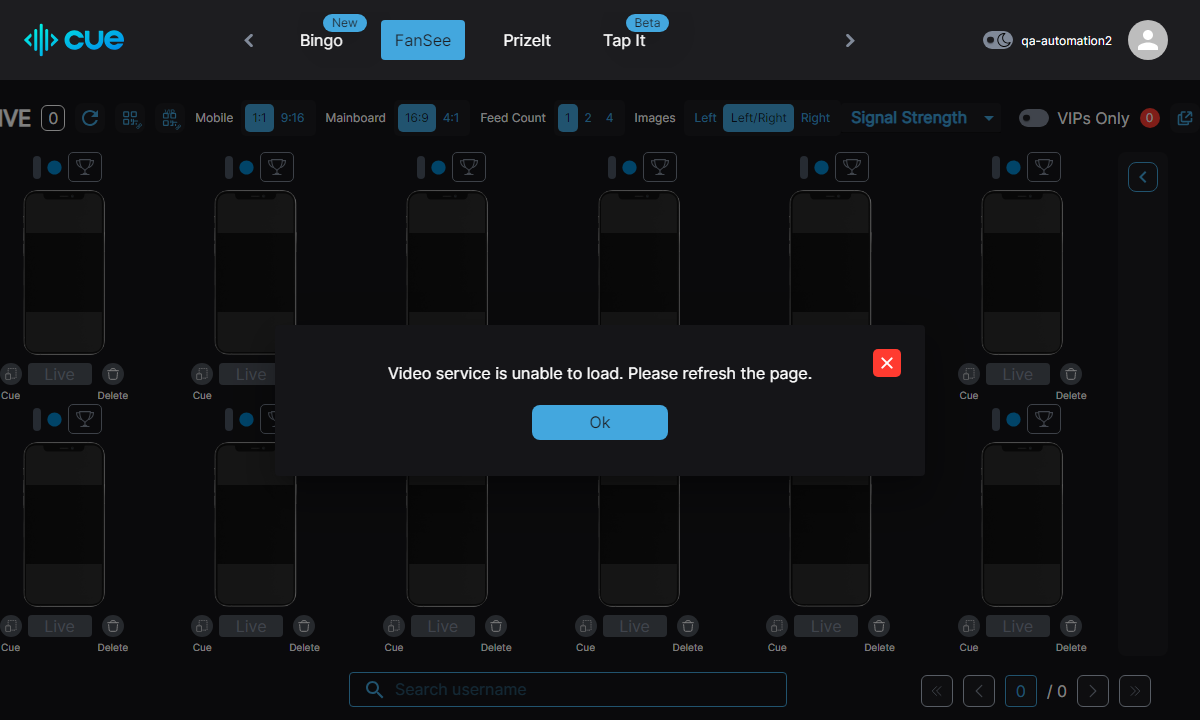 cue
Bingo
New
FanSee
PrizeIt
Tap It
Beta
qa-automation2
IVE 0
Mobile 1:1 9:16
Mainboard 16:9 4:1
Feed Count 1 2 4
Images Left Left/Right Right
Signal Strength
VIPs Only 0
Live Live Live
Cue Delete Cue Cue Delete
Video service is unable to load. Please refresh the page.
Ok
Live Live Live Live Live Live
Cue Delete Cue Delete Cue Delete Cue Delete Cue Delete Cue Delete
Search username
0 / 0